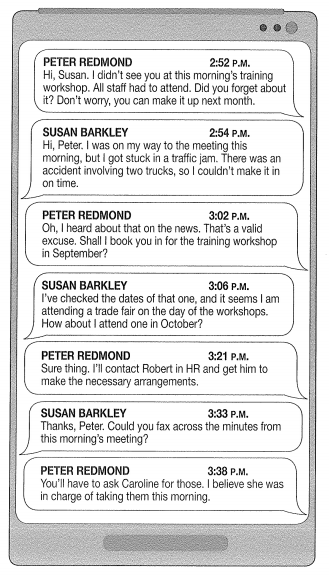 PETER REDMOND 2:52 P.M.
Hi, Susan. I didn't see you at this morning's training
workshop. All staff had to attend. Did you forget about
it? Don't worry, you can make it up next month.
SUSAN BARKLEY 2:54 P.M.
Hi, Peter. I was on my way to the meeting this
morning, but I got stuck in a traffic jam. There was an
accident involving two trucks, so I couldn't make it in
on time.
PETER REDMOND 3:02 P.M.
Oh, I heard about that on the news. That's a valid
excuse. Shall I book you in for the training workshop
in September?
SUSAN BARKLEY 3:06 P.M.
I've checked the dates of that one, and it seems I am
attending a trade fair on the day of the workshops.
How about I attend one in October?
PETER REDMOND 3:21 P.M.
Sure thing. I'll contact Robert in HR and get him to
make the necessary arrangements.
SUSAN BARKLEY 3:33 P.M.
Thanks, Peter. Could you fax across the minutes from
this morning's meeting?
PETER REDMOND 3:38 P.M.
You'll have to ask Caroline for those. I believe she was
in charge of taking them this morning.